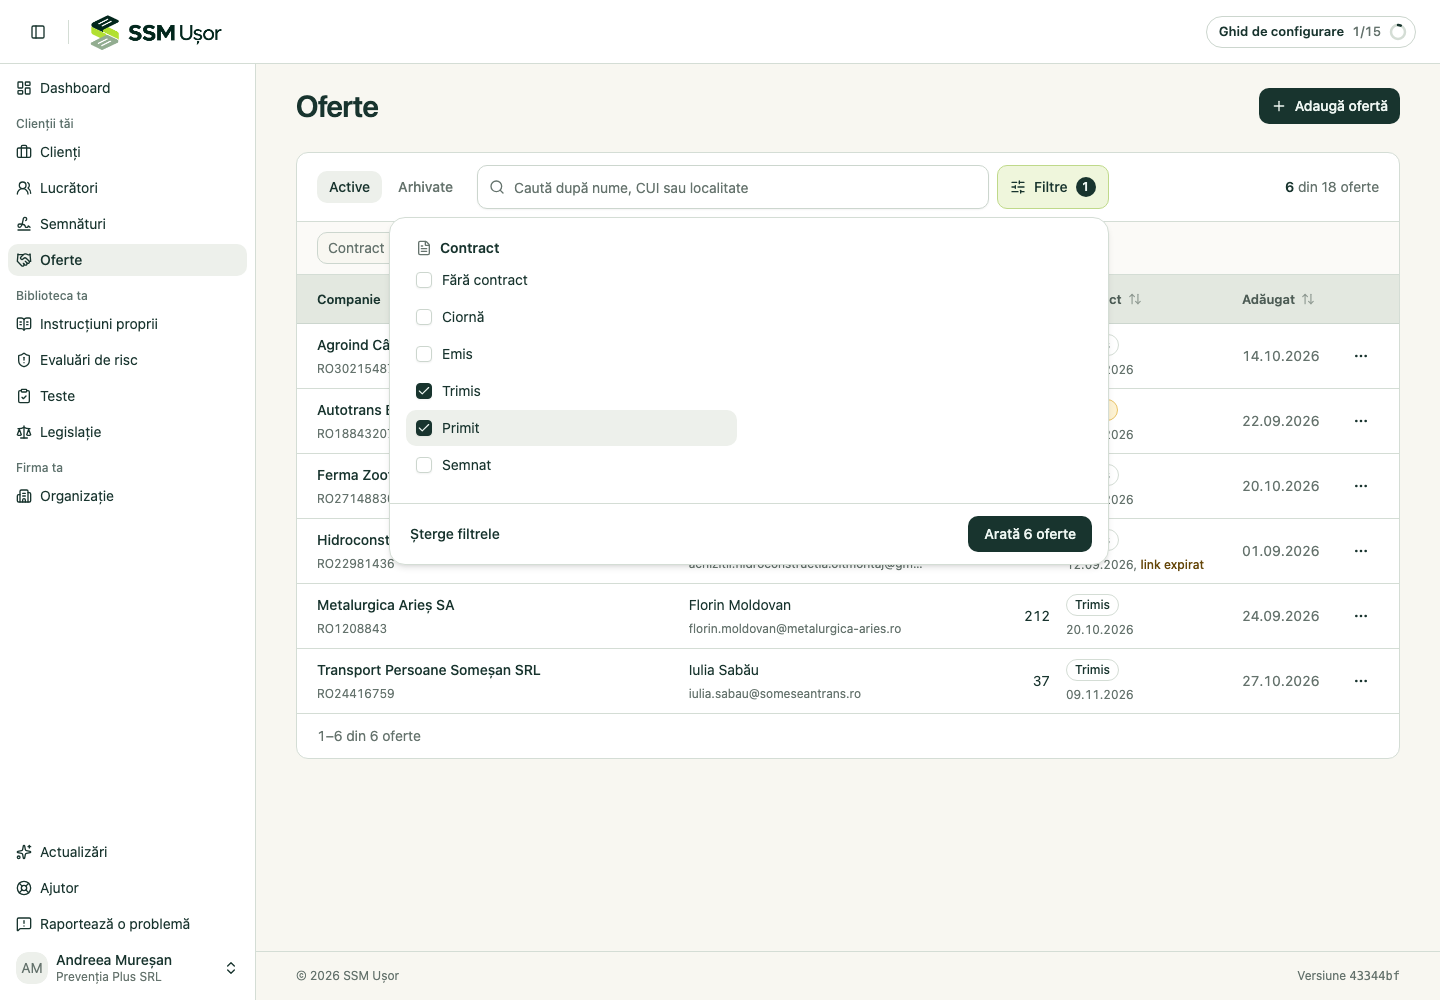 SSM Ușor
Ghid de configurare 1/15
Dashboard
Clienții tăi
Clienți
Lucrători
Semnături
Oferte
Biblioteca ta
Instrucțiuni proprii
Evaluări de risc
Teste
Legislație
Firma ta
Organizație
Actualizări
Ajutor
Raportează o problemă
AM
Andreea Mureșan
Prevenția Plus SRL
Oferte
Adaugă ofertă
Active
Arhivate
Caută după nume, CUI sau localitate
Filtre 1
6 din 18 oferte
Contract
Contract
Fără contract
Ciornă
Emis
Trimis
Primit
Semnat
Șterge filtrele
Arată 6 oferte
Companie
Adăugat
Agroind
14.10.2026
Autotrans
22.09.2026
Ferma
20.10.2026
RO22981436
12.09.2026, link expirat
01.09.2026
Metalurgica Arieș SA
RO1208843
Florin Moldovan
florin.moldovan@metalurgica-aries.ro
212
Trimis
20.10.2026
24.09.2026
Transport Persoane Someșan SRL
RO24416759
Iulia Sabău
iulia.sabau@someseantrans.ro
37
Trimis
09.11.2026
27.10.2026
1–6 din 6 oferte
© 2026 SSM Ușor
Versiune 43344bf